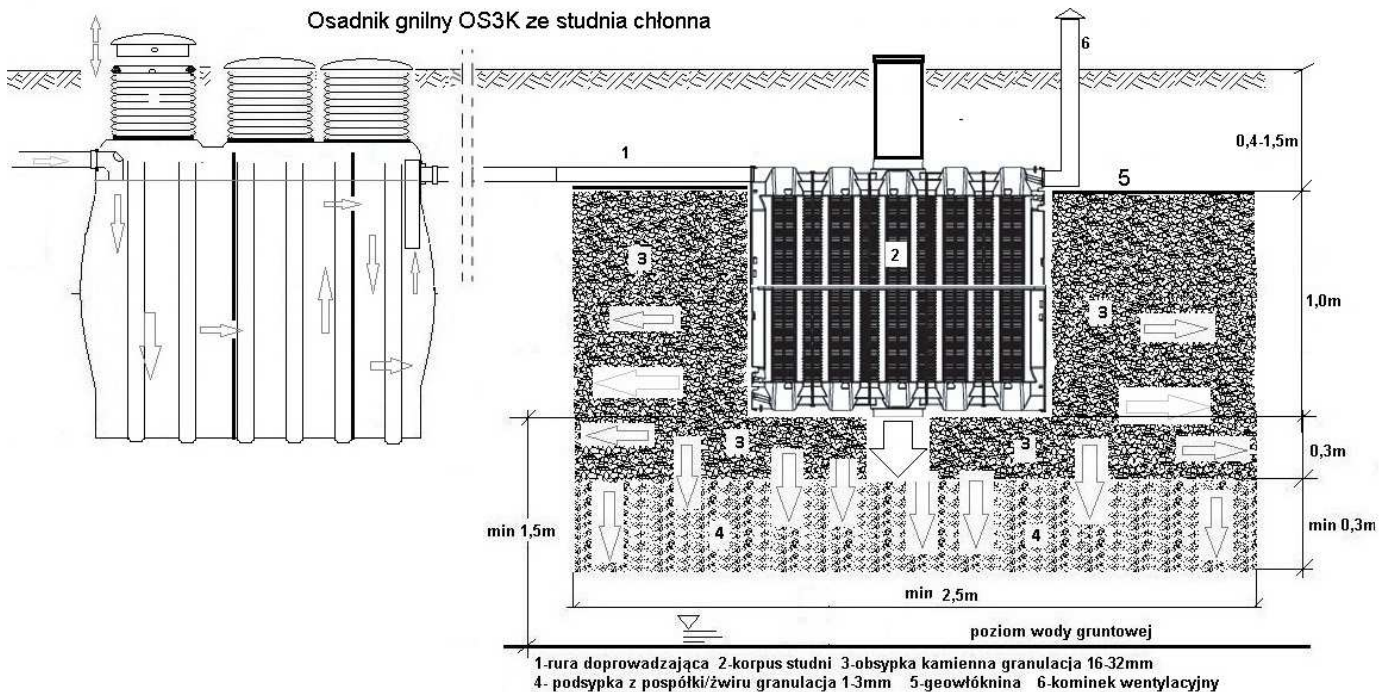 Osadnik gnilny OS3K ze studnia chłonna
6
1
0,4-1,5m
5
3
2
3
1,0m
3
3
0,3m
min 1,5m
4
4
min 0,3m
min 2,5m
poziom wody gruntowej
1-rura doprowadzająca 2-korpus studni 3-obsypka kamienna granulacja 16-32mm
4- podsypka z pospółki/żwiru granulacja 1-3mm 5-geowłóknina 6-kominek wentylacyjny